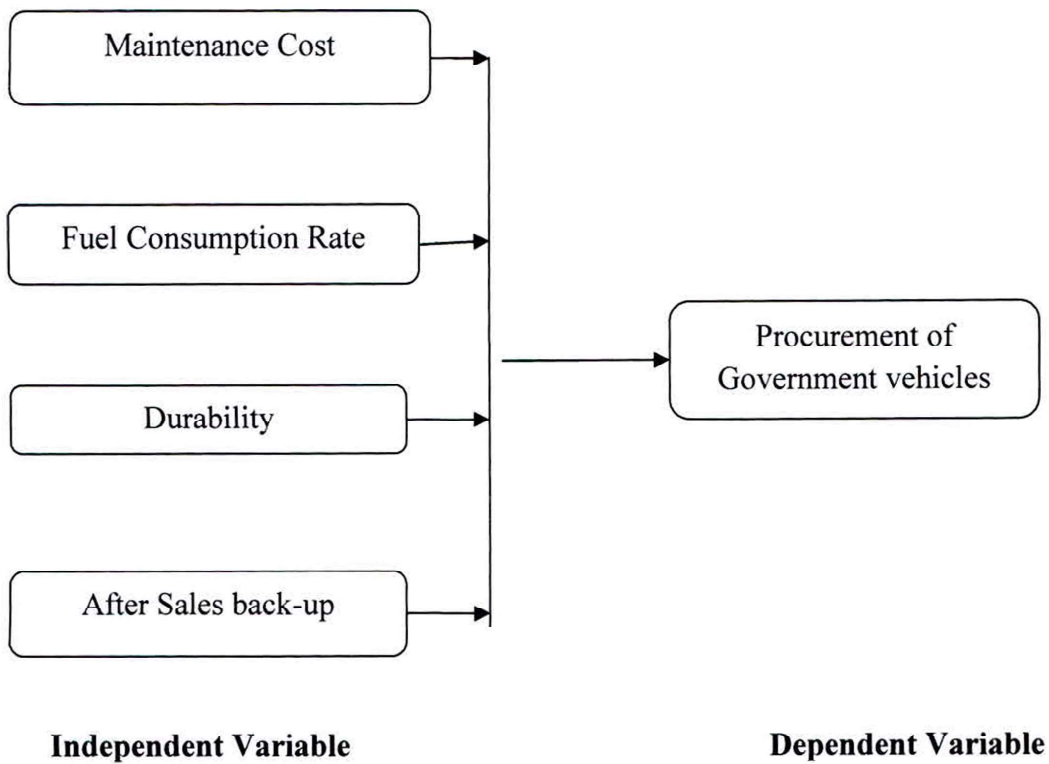 Maintenance Cost
Fuel Consumption Rate
Durability
After Sales back-up
Procurement of
Government vehicles
Independent Variable
Dependent Variable